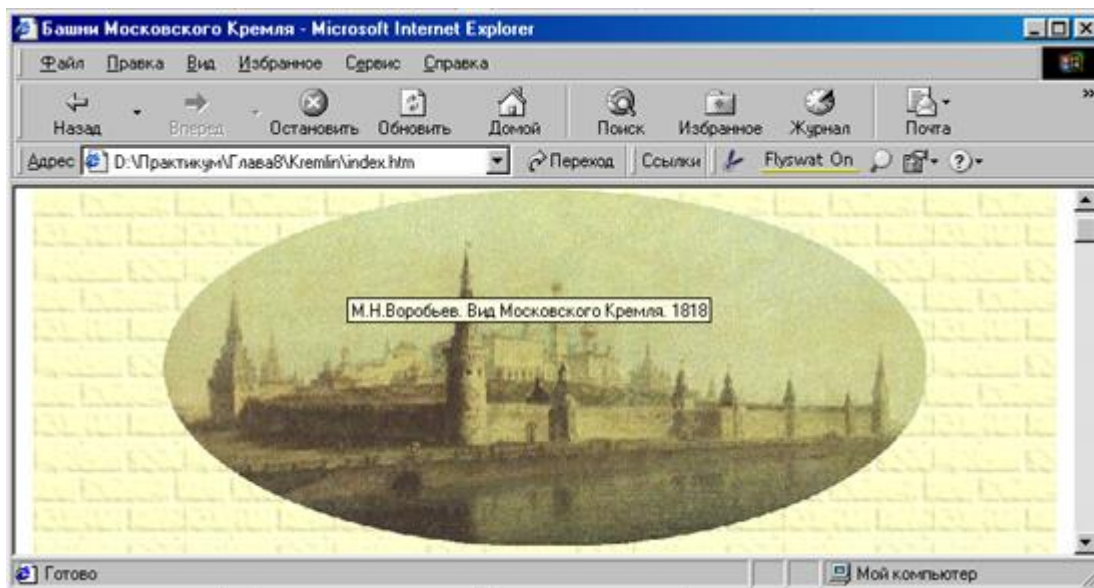 Башни Московского Кремля - Microsoft Internet Explorer
Файл Правка Вид Избранное Сервис Справка
Назад Вперед Остановить Обновить Домой Поиск Избранное Журнал Почта
Адрес D:\Практикум\Глава8\Kremlin\index.htm Переход Ссылки Flyswat On
М.Н.Воробьев. Вид Московского Кремля. 1818
Готово Мой компьютер